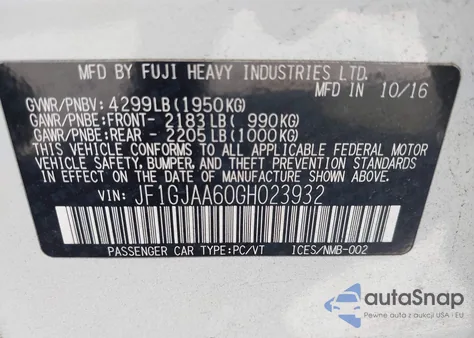 MFD BY FUJI HEAVY INDUSTRIES LTD.
MFD IN 10/16
GVWR/PNBV: 4299LB(1950KG)
GAWR/PNBE:FRONT- 2183LB( 990KG)
GAWR/PNBE:REAR - 2205LB(1000KG)
THIS VEHICLE CONFORMS TO ALL APPLICABLE FEDERAL MOTOR
VEHICLE SAFETY, BUMPER, AND THEFT PREVENTION STANDARDS
IN EFFECT ON THE DATE OF MANUFACTURE SHOWN ABOVE.
VIN: JF1GJAA60GH023932
PASSENGER CAR TYPE:PC/VT ICES/NMB-002
autoSnap
Pewne auta z aukcji USA i EU